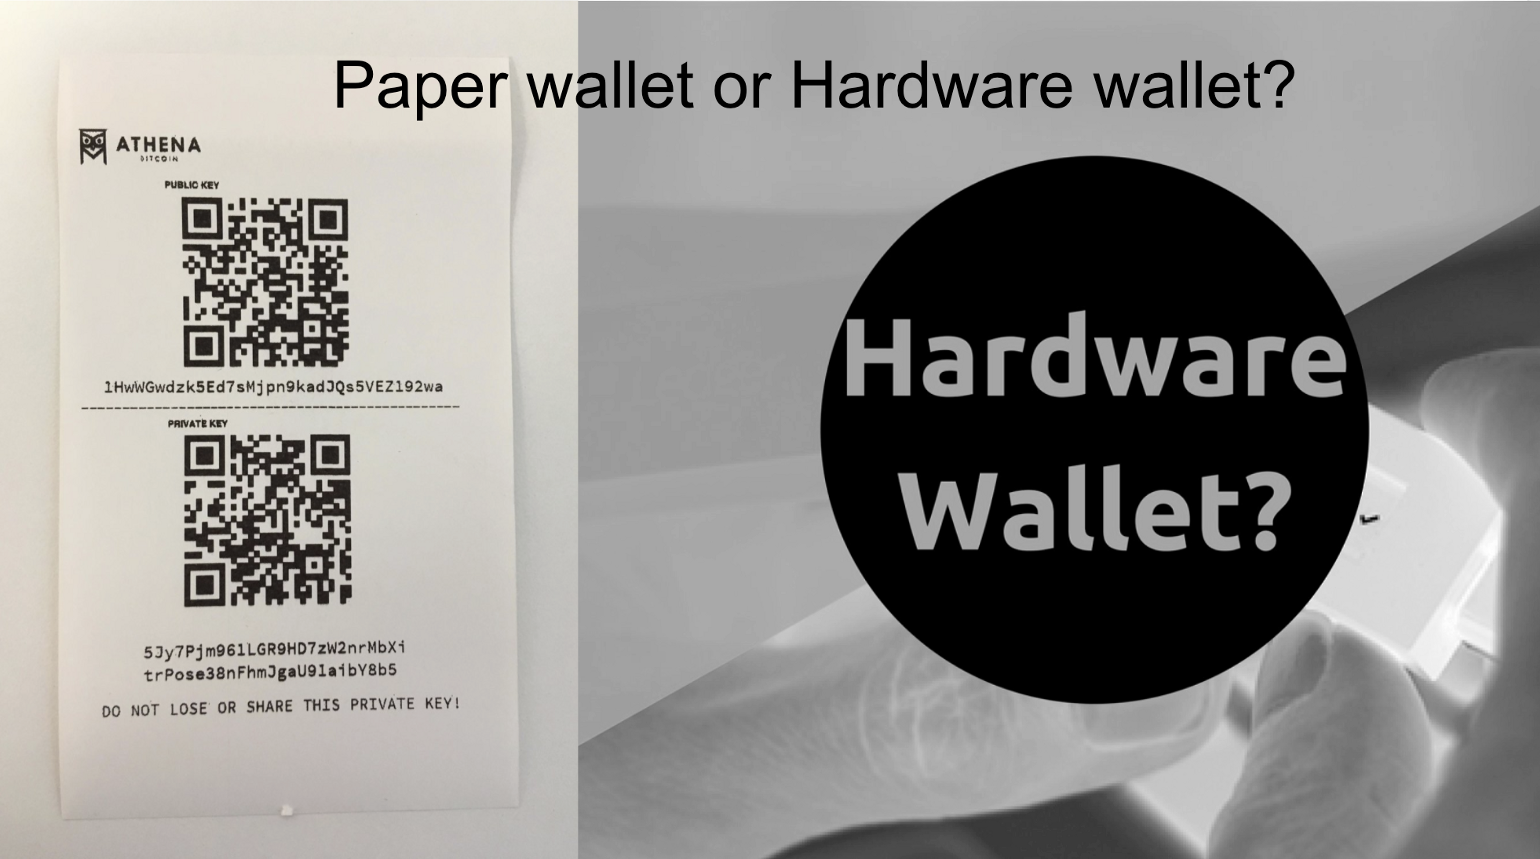 Paper wallet or Hardware wallet?
ATHENA
BITCOIN
PUBLIC KEY
1HwWGwdzk5Ed7sMjpn9kadJQs5VEZ192wa
PRIVATE KEY
5Jy7Pjm961LGR9HD7zW2nrMbXi
trPose38nFhmJgaU91aibY8b5
DO NOT LOSE OR SHARE THIS PRIVATE KEY!
Hardware
Wallet?